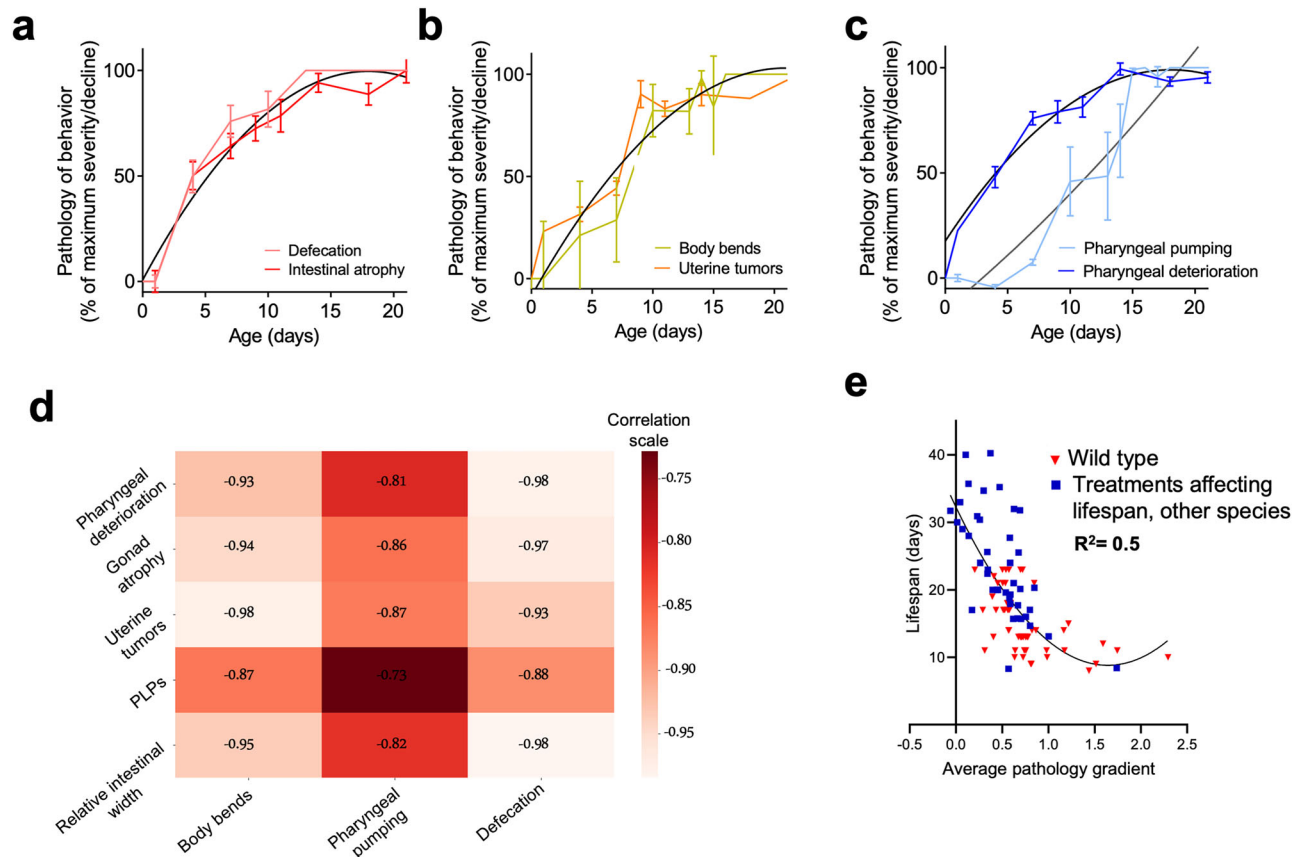 a
Pathology of behavior
(% of maximum severity/decline)
100
50
0
Defecation
Intestinal atrophy
0 5 10 15 20
Age (days)
b
Pathology of behavior
(% of maximum severity/decline)
100
50
0
Body bends
Uterine tumors
0 5 10 15 20
Age (days)
c
Pathology of behavior
(% of maximum severity/decline)
100
50
0
Pharyngeal pumping
Pharyngeal deterioration
0 5 10 15 20
Age (days)
d
Correlation
scale
Pharyngeal
deterioration
-0.93 -0.81 -0.98
Gonad
atrophy
-0.94 -0.86 -0.97
Uterine
tumors
-0.98 -0.87 -0.93
PLPs
-0.87 -0.73 -0.88
Relative intestinal
width
-0.95 -0.82 -0.98
Body bends
Pharyngeal
pumping
Defecation
-0.75
-0.80
-0.85
-0.90
-0.95
e
Lifespan (days)
40
30
20
10
Wild type
Treatments affecting
lifespan, other species
R²= 0.5
-0.5 0.0 0.5 1.0 1.5 2.0 2.5
Average pathology gradient